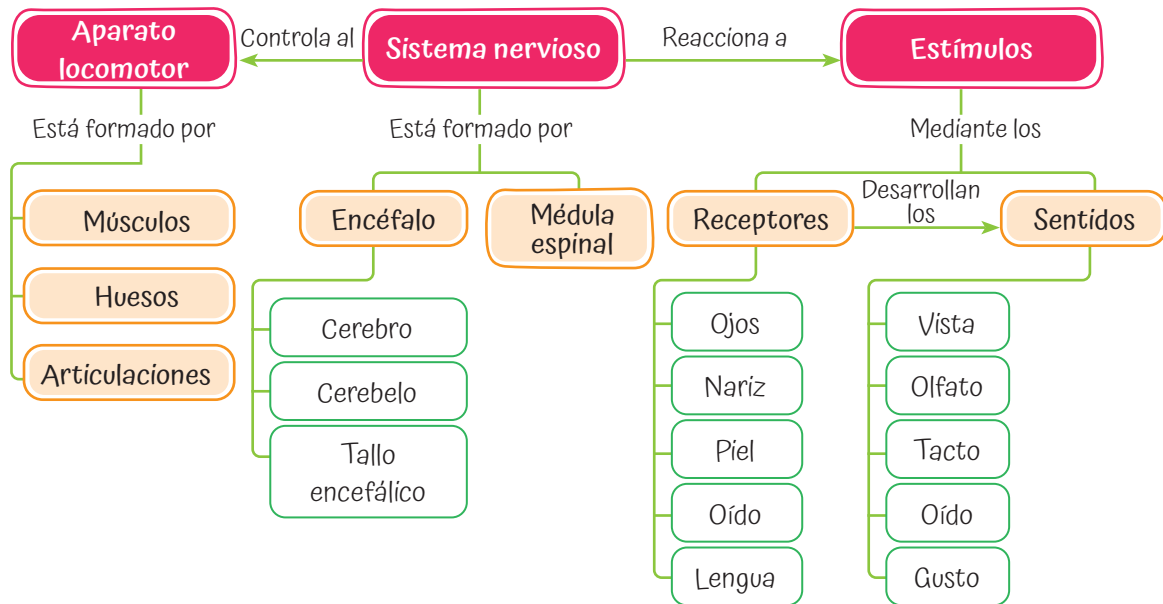 Aparato
locomotor
Controla al
Sistema nervioso
Reacciona a
Estímulos
Está formado por
Está formado por
Mediante los
Músculos
Huesos
Articulaciones
Encéfalo
Médula
espinal
Cerebro
Cerebelo
Tallo
encefálico
Receptores
Desarrollan
los
Sentidos
Ojos
Nariz
Piel
Oído
Lengua
Vista
Olfato
Tacto
Oído
Gusto